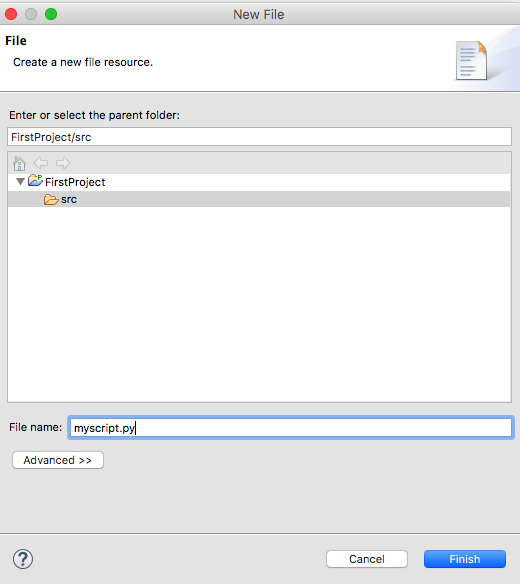 New File
File
Create a new file resource.
Enter or select the parent folder:
FirstProject/src
FirstProject
src
File name: myscript.py
Advanced >>
? Cancel Finish